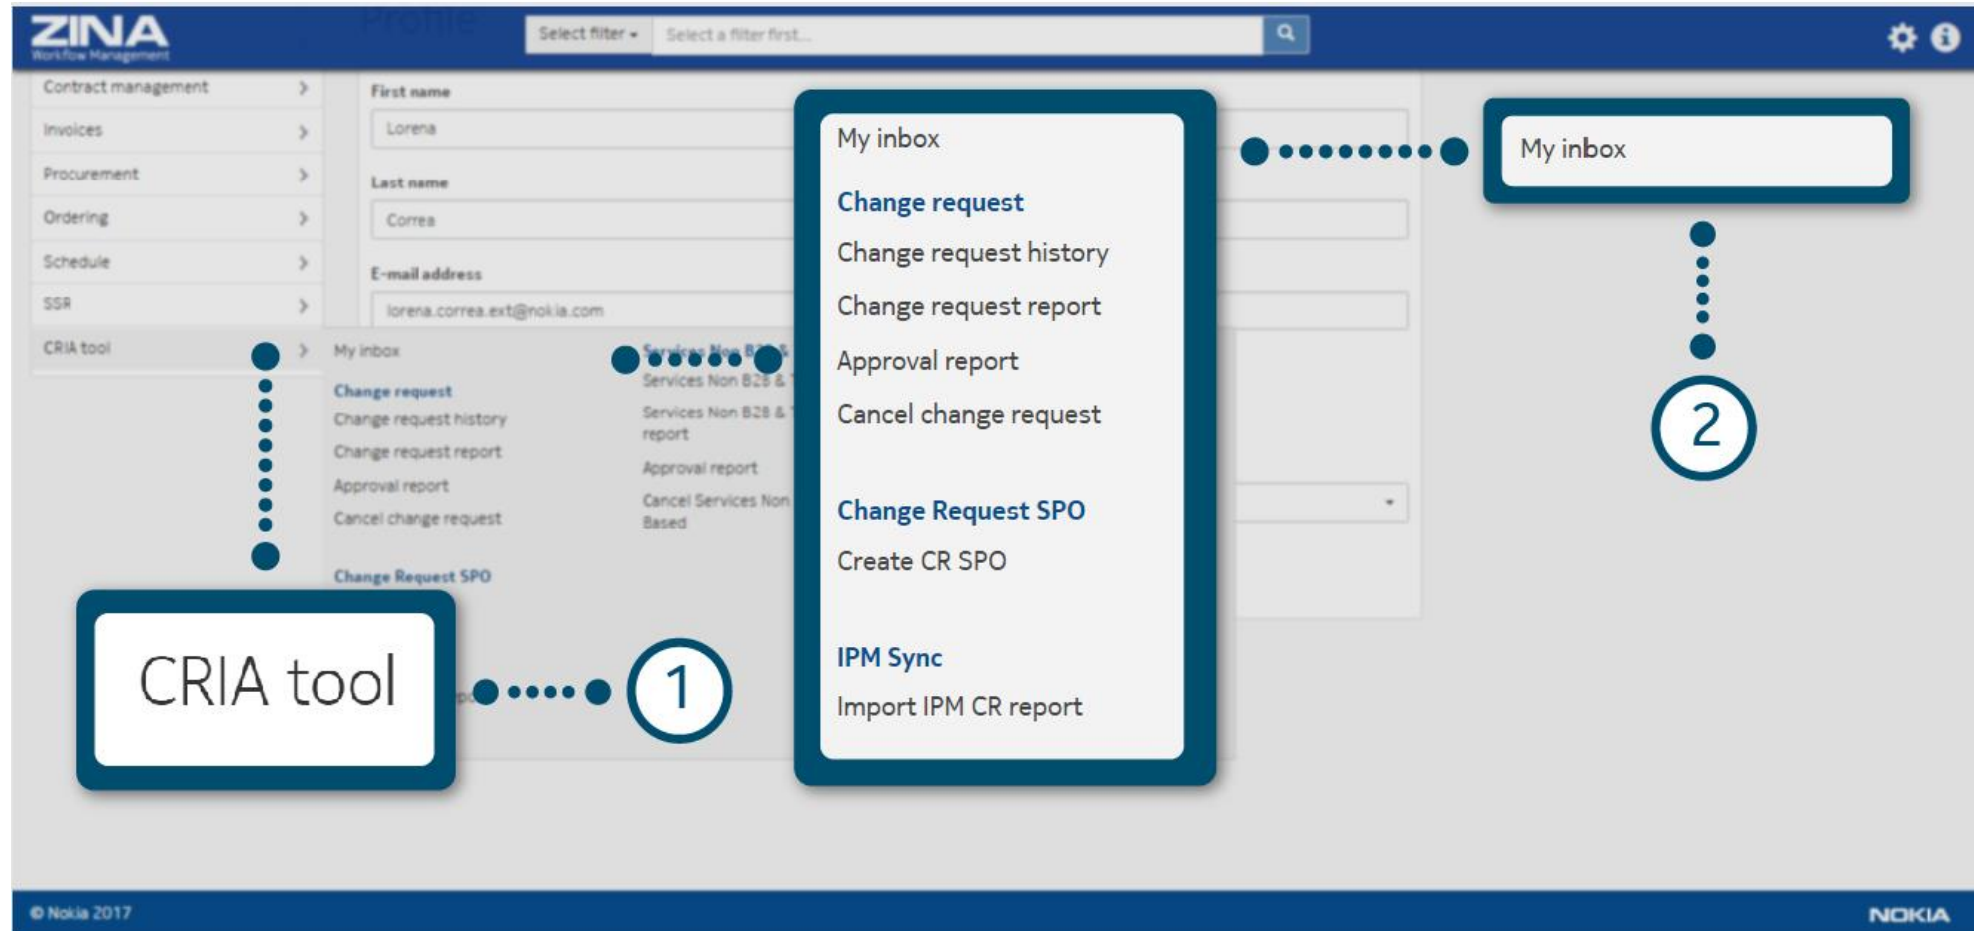 Profile
ZINA
Workflow Management
Select filter
Select a filter first...
Contract management
Invoices
Procurement
Ordering
Schedule
SSR
CRIA tool
First name
Lorena
Last name
Correa
E-mail address
lorena.correa.ext@nokia.com
My inbox
Change request
Change request history
Change request report
Approval report
Cancel change request
Change Request SPO
Services Non B2B &
Services Non B2B &
Services Non B2B &
report
Approval report
Cancel Services Non
Based
CRIA tool
1
My inbox
Change request
Change request history
Change request report
Approval report
Cancel change request
Change Request SPO
Create CR SPO
IPM Sync
Import IPM CR report
My inbox
2
© Nokia 2017
NOKIA